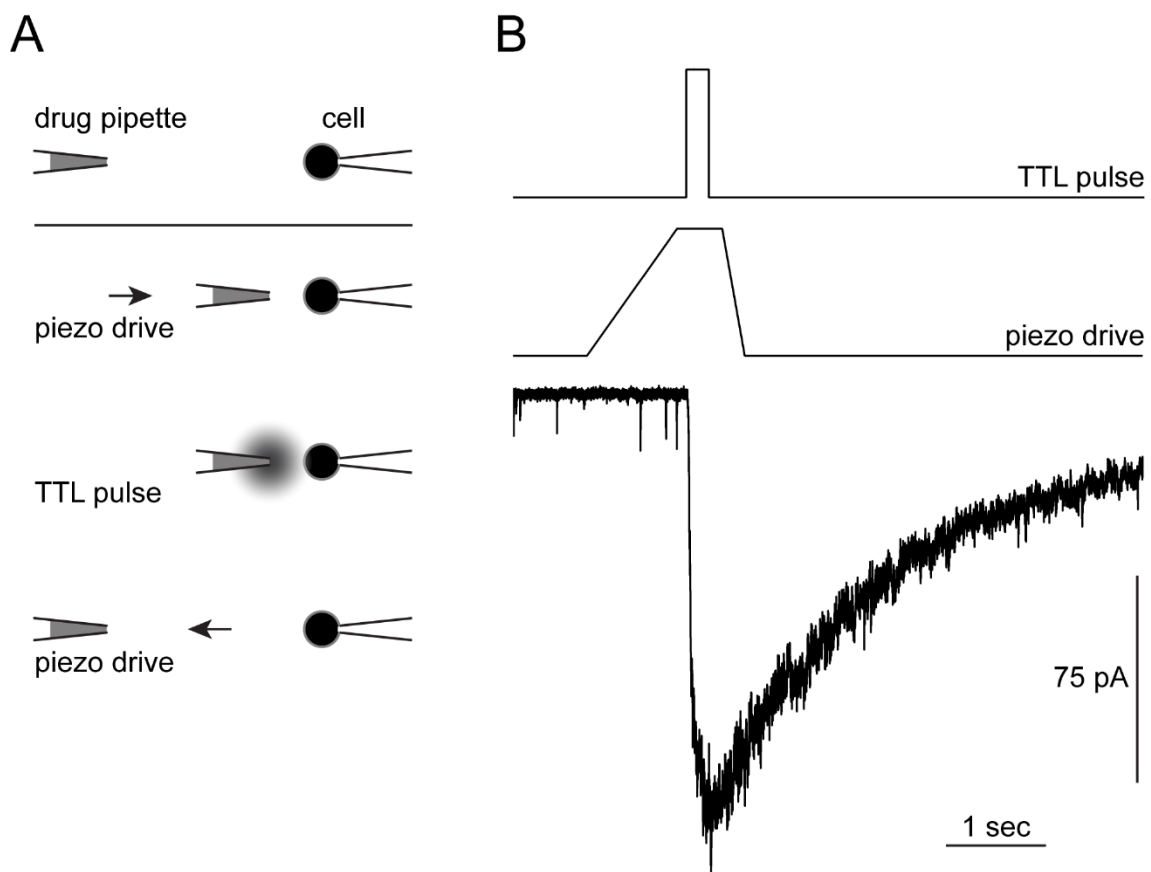 A
drug pipette
cell
piezo drive
TTL pulse
piezo drive
B
TTL pulse
piezo drive
75 pA
1 sec